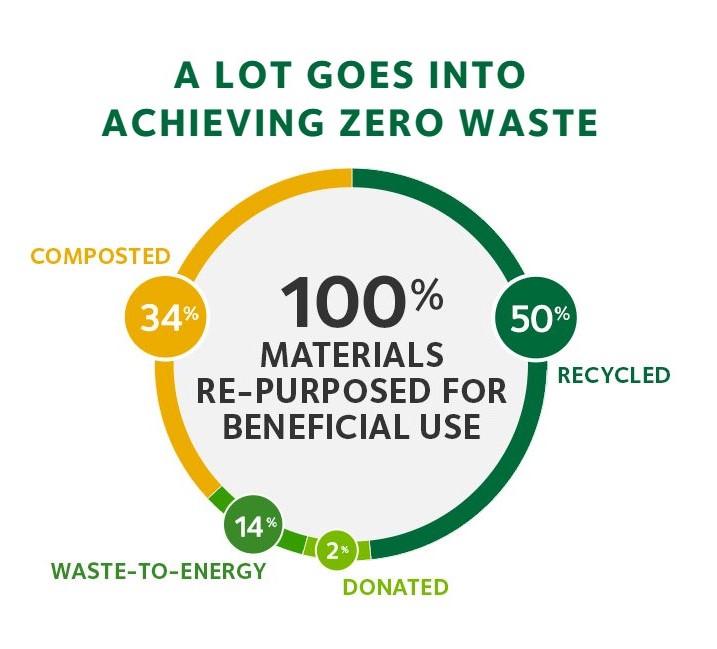 A LOT GOES INTO
ACHIEVING ZERO WASTE
COMPOSTED
34%
100%
MATERIALS
RE-PURPOSED FOR
BENEFICIAL USE
50%
RECYCLED
14%
WASTE-TO-ENERGY
2%
DONATED